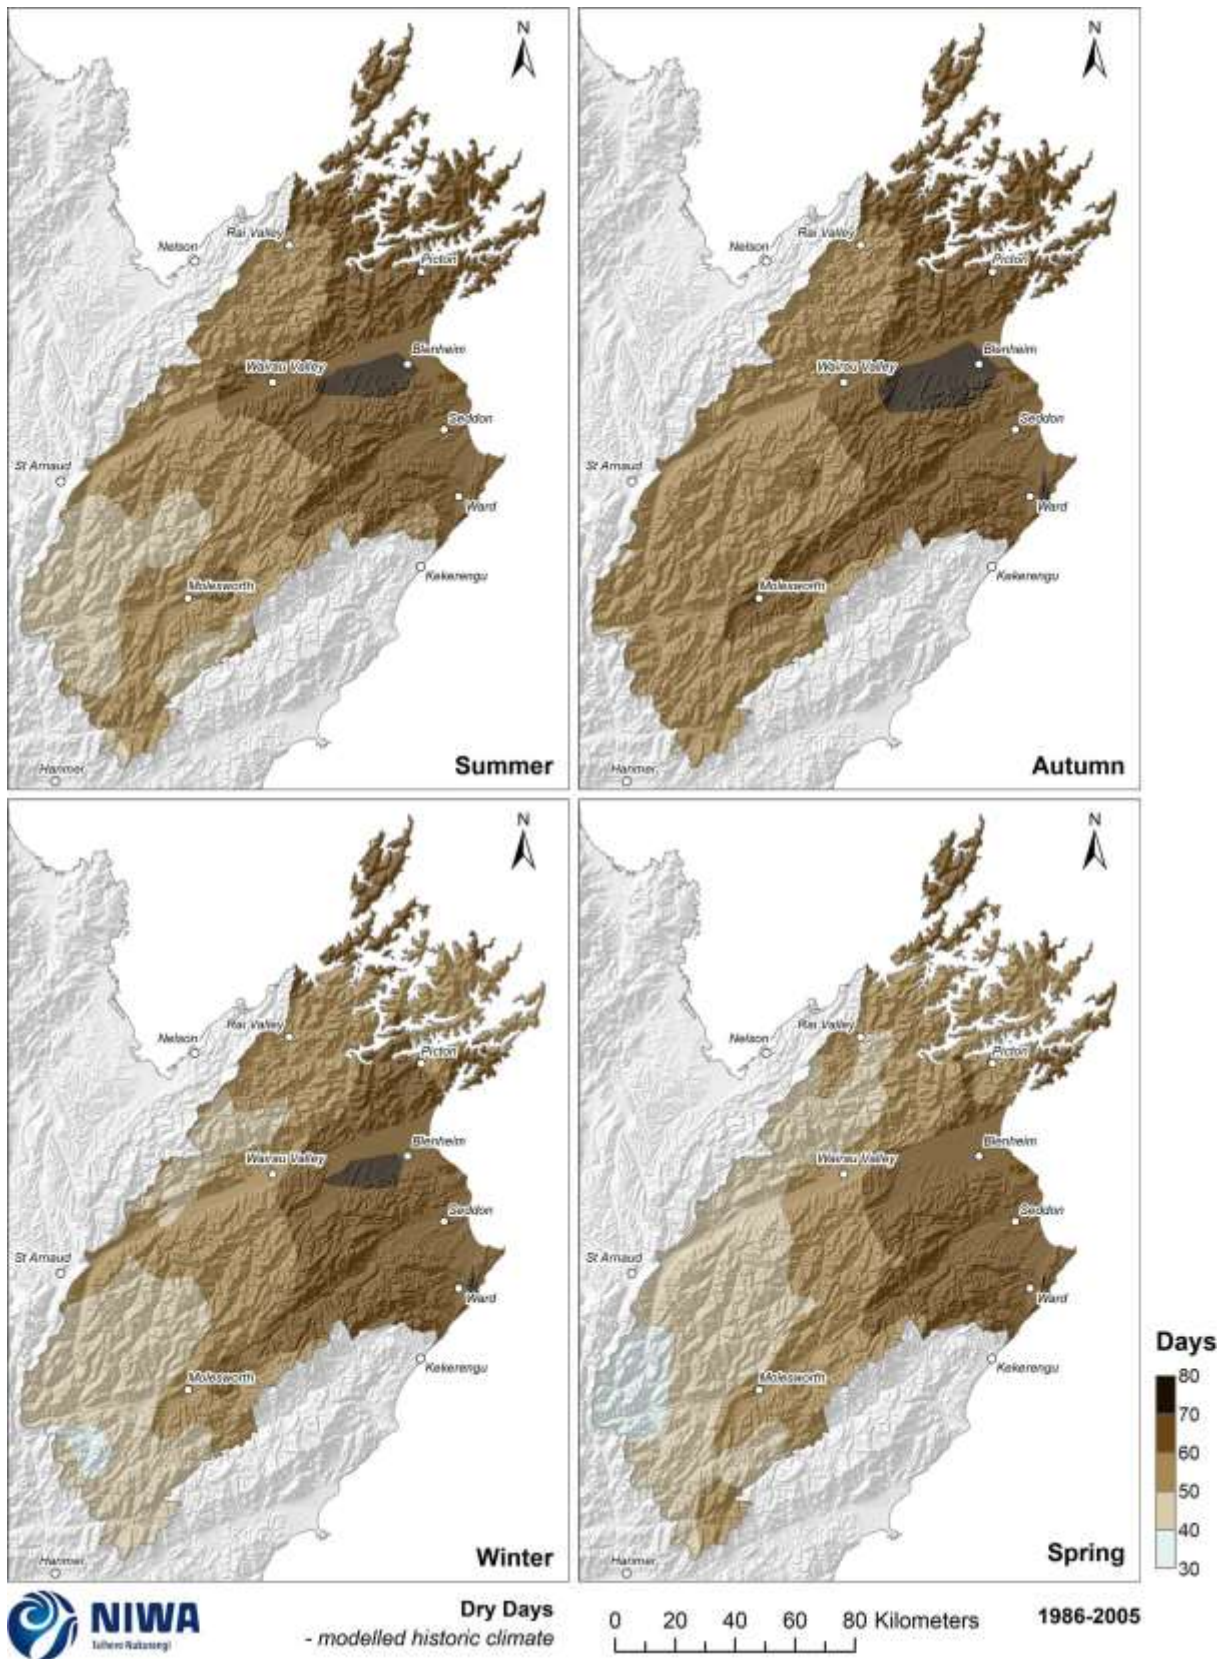 N
Nelson
Rai Valley
Picton
Wairau Valley
Blenheim
Seddon
St Arnaud
Ward
Molesworth
Kekerengu
Hanmer
Summer
N
Nelson
Rai Valley
Picton
Wairau Valley
Blenheim
Seddon
St Arnaud
Ward
Molesworth
Kekerengu
Hanmer
Autumn
N
Nelson
Rai Valley
Picton
Wairau Valley
Blenheim
Seddon
St Arnaud
Ward
Molesworth
Kekerengu
Hanmer
Winter
N
Nelson
Rai Valley
Picton
Wairau Valley
Blenheim
Seddon
St Arnaud
Ward
Molesworth
Kekerengu
Hanmer
Spring
Days
80
70
60
50
40
30
NIWA
Taihoro Nukurangi
Dry Days
- modelled historic climate
0 20 40 60 80 Kilometers
1986-2005